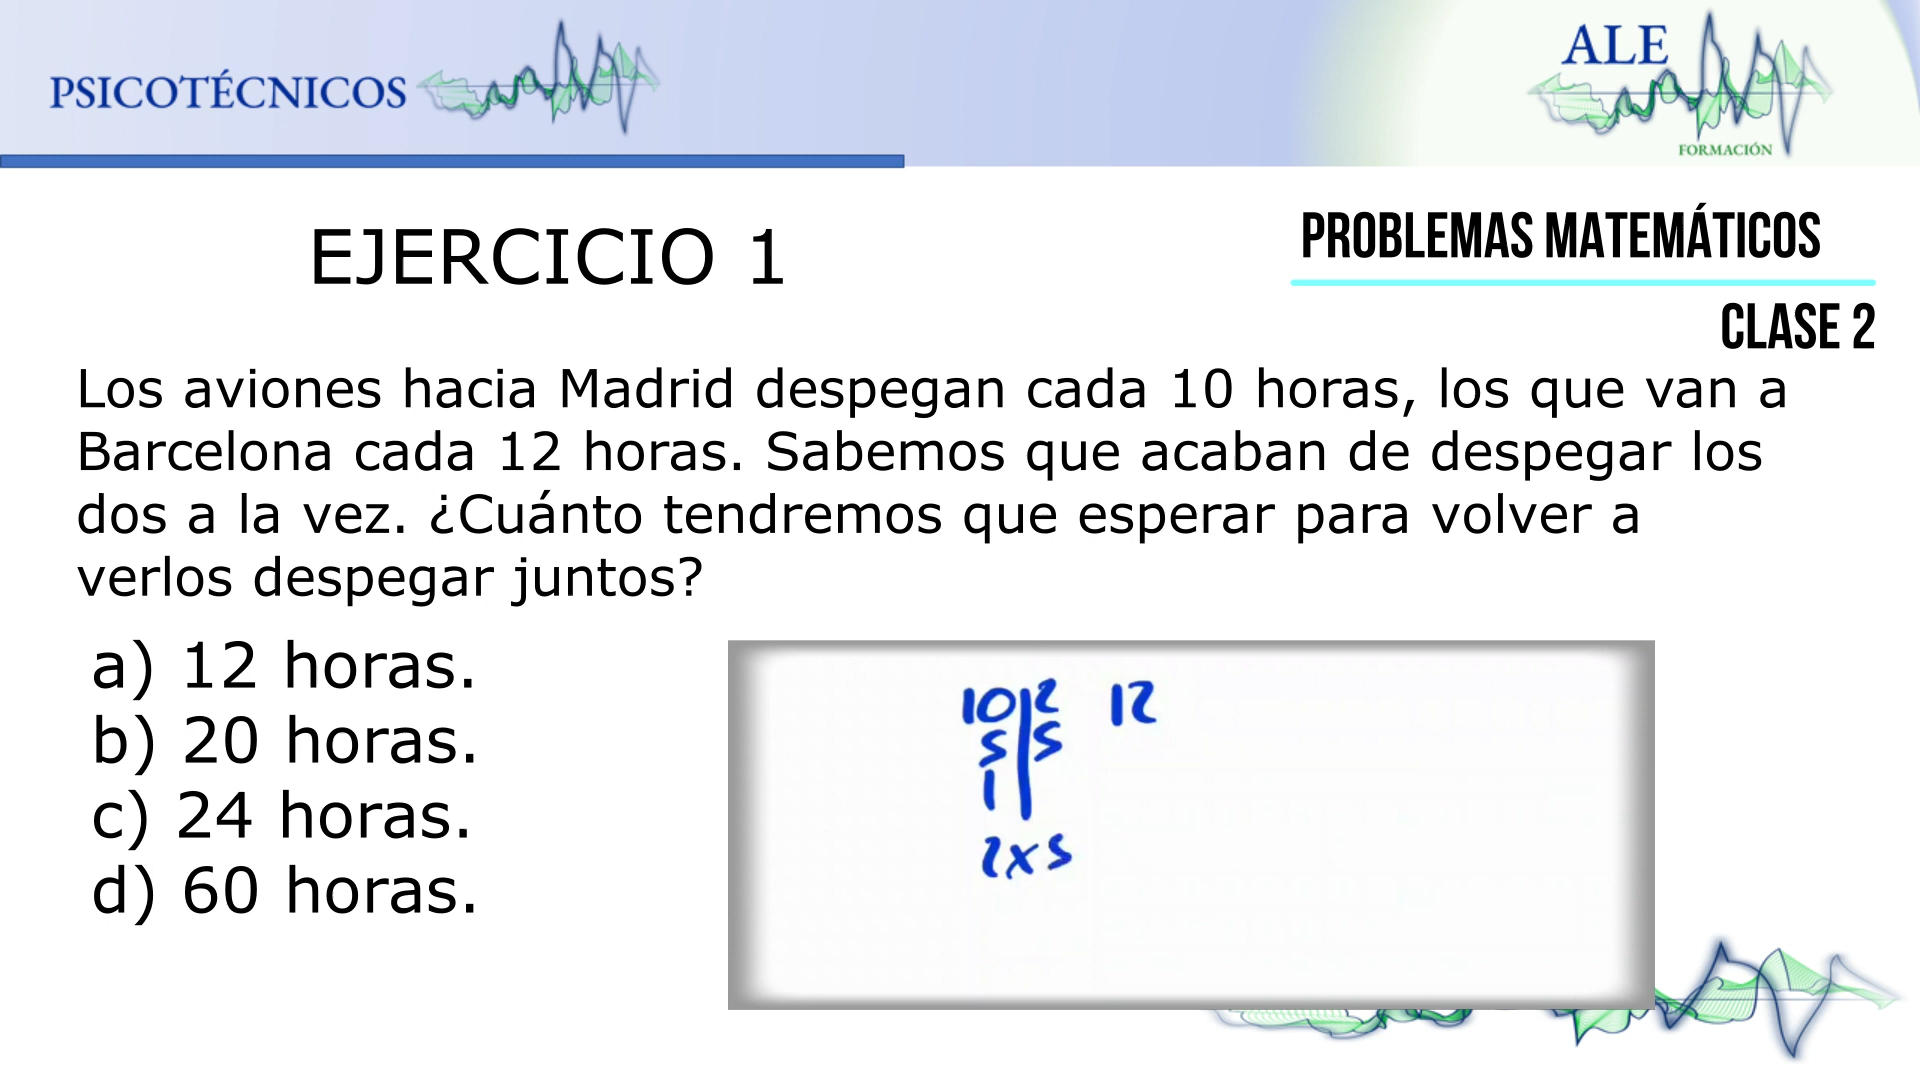 PSICOTÉCNICOS
ALE
FORMACIÓN
EJERCICIO 1
PROBLEMAS MATEMÁTICOS
CLASE 2
Los aviones hacia Madrid despegan cada 10 horas, los que van a
Barcelona cada 12 horas. Sabemos que acaban de despegar los
dos a la vez. ¿Cuánto tendremos que esperar para volver a
verlos despegar juntos?
a) 12 horas.
b) 20 horas.
c) 24 horas.
d) 60 horas.
10|2 12
5|5
1|
2x5